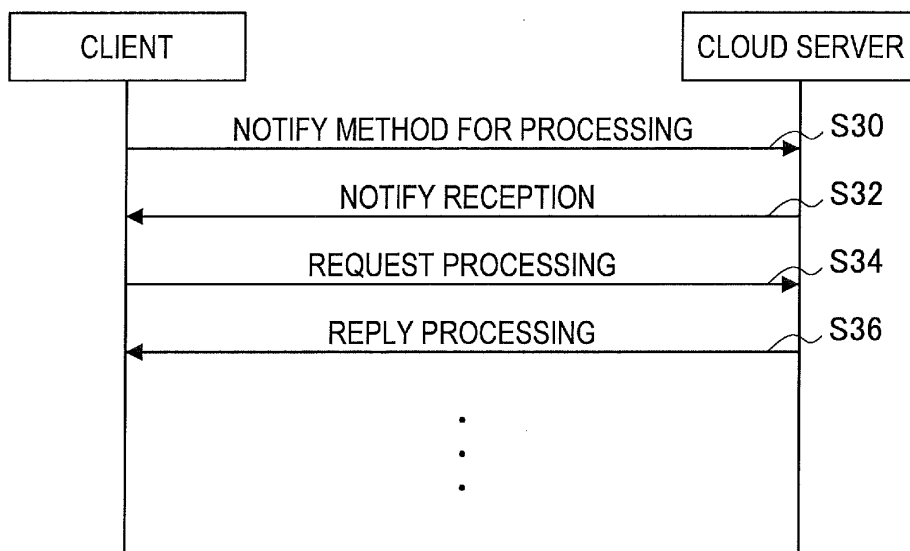 CLIENT
CLOUD SERVER
NOTIFY METHOD FOR PROCESSING
S30
NOTIFY RECEPTION
S32
REQUEST PROCESSING
S34
REPLY PROCESSING
S36